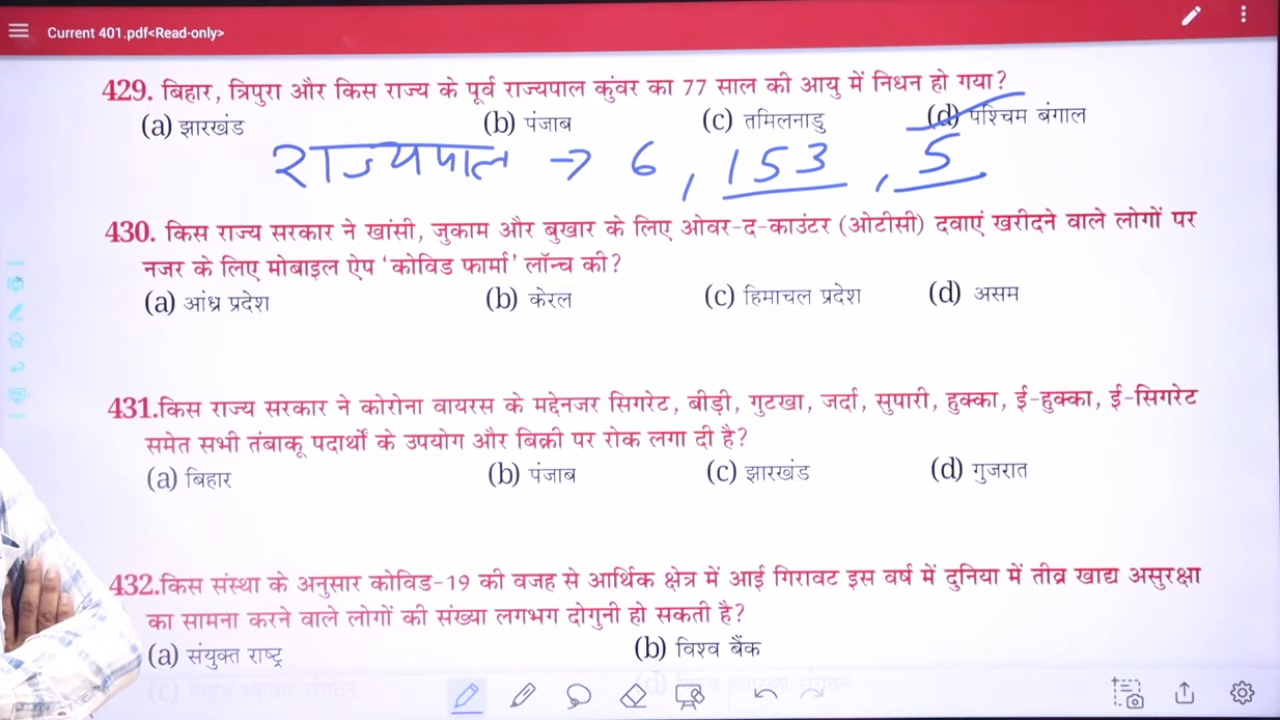 Current 401.pdf<Read-only>
429. बिहार, त्रिपुरा और किस राज्य के पूर्व राज्यपाल कुंवर का 77 साल की आयु में निधन हो गया?
(a) झारखंड (b) पंजाब (c) तमिलनाडु (d) पश्चिम बंगाल
राज्यपाल → 6, 153, 5
430. किस राज्य सरकार ने खांसी, जुकाम और बुखार के लिए ओवर-द-काउंटर (ओटीसी) दवाएं खरीदने वाले लोगों पर
नजर के लिए मोबाइल ऐप 'कोविड फार्मा' लॉन्च की?
(a) आंध्र प्रदेश (b) केरल (c) हिमाचल प्रदेश (d) असम
431.किस राज्य सरकार ने कोरोना वायरस के मद्देनजर सिगरेट, बीड़ी, गुटखा, जर्दा, सुपारी, हुक्का, ई-हुक्का, ई-सिगरेट
समेत सभी तंबाकू पदार्थों के उपयोग और बिक्री पर रोक लगा दी है?
(a) बिहार (b) पंजाब (c) झारखंड (d) गुजरात
432.किस संस्था के अनुसार कोविड-19 की वजह से आर्थिक क्षेत्र में आई गिरावट इस वर्ष में दुनिया में तीव्र खाद्य असुरक्षा
का सामना करने वाले लोगों की संख्या लगभग दोगुनी हो सकती है?
(a) संयुक्त राष्ट्र (b) विश्व बैंक
(c) विश्व व्यापार संगठन (d) विश्व स्वास्थ्य संगठन